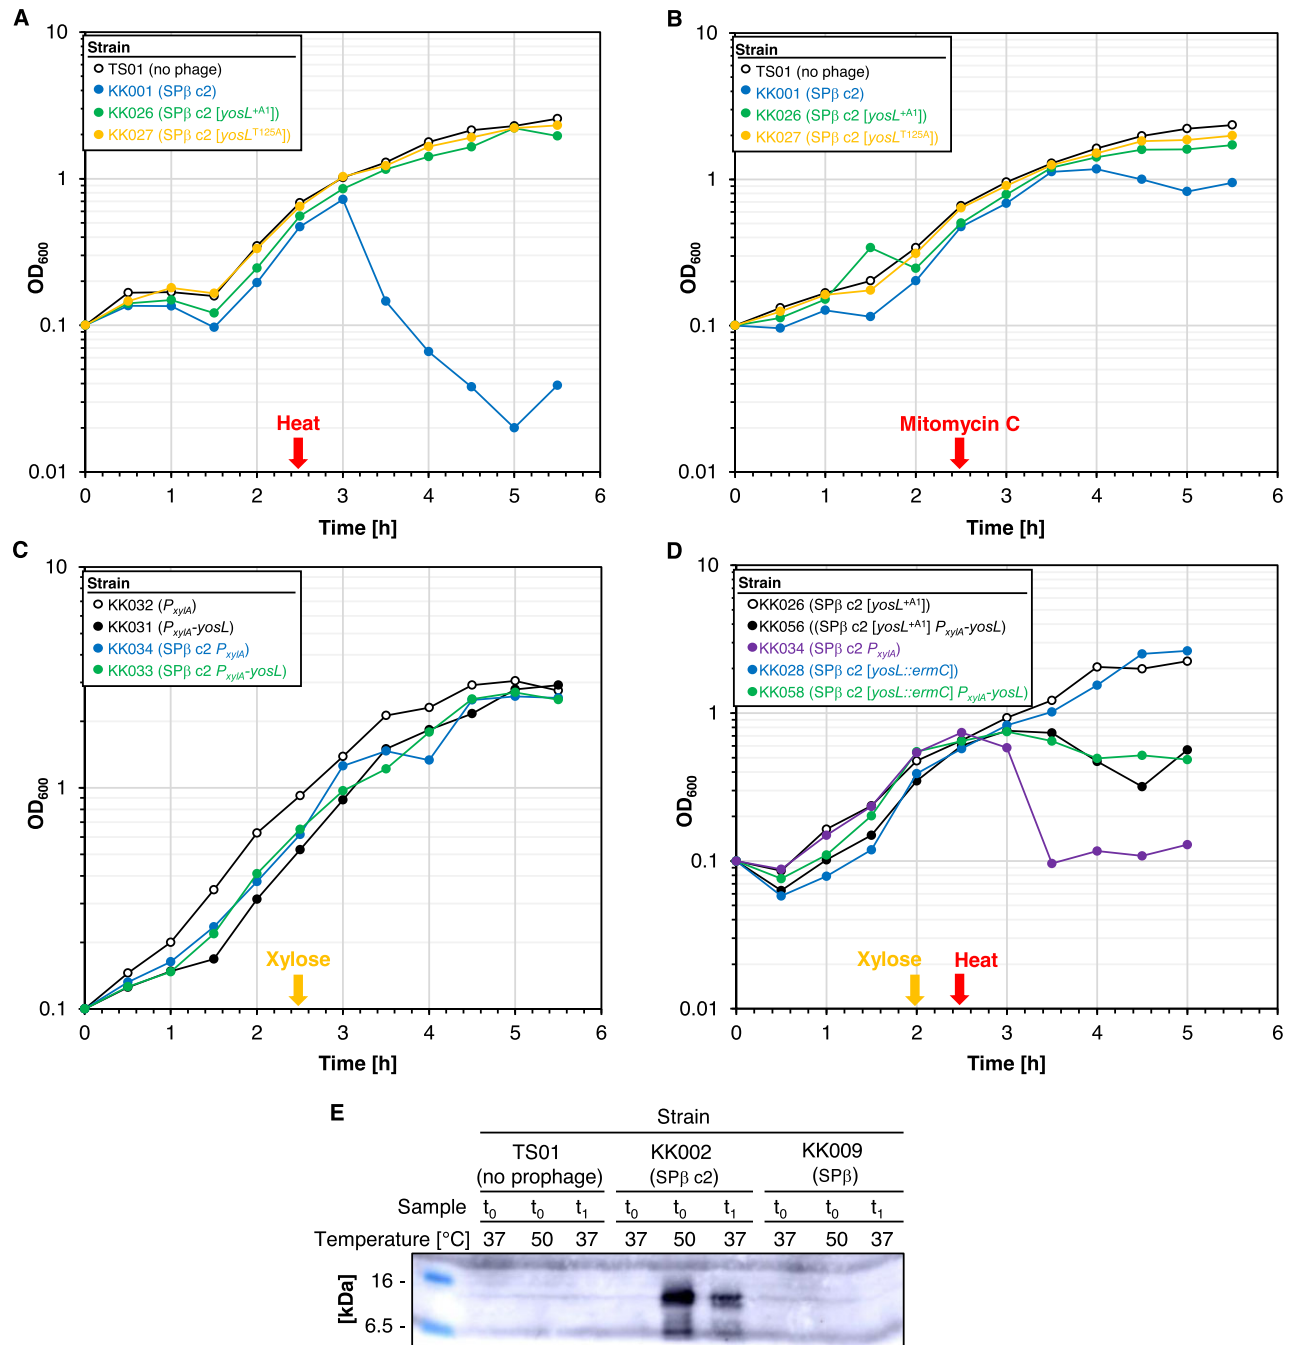 A
10
Strain
TS01 (no phage)
KK001 (SPβ c2)
KK026 (SPβ c2 [yosL+A1])
KK027 (SPβ c2 [yosLT125A])
1
OD600
0.1
Heat
0.01
0 1 2 3 4 5 6
Time [h]
B
10
Strain
TS01 (no phage)
KK001 (SPβ c2)
KK026 (SPβ c2 [yosL+A1])
KK027 (SPβ c2 [yosLT125A])
1
OD600
0.1
Mitomycin C
0.01
0 1 2 3 4 5 6
Time [h]
C
10
Strain
KK032 (PxylA)
KK031 (PxylA-yosL)
KK034 (SPβ c2 PxylA)
KK033 (SPβ c2 PxylA-yosL)
1
OD600
Xylose
0.1
0 1 2 3 4 5 6
Time [h]
D
10
Strain
KK026 (SPβ c2 [yosL+A1])
KK056 ((SPβ c2 [yosL+A1] PxylA-yosL)
KK034 (SPβ c2 PxylA)
KK028 (SPβ c2 [yosL::ermC])
KK058 (SPβ c2 [yosL::ermC] PxylA-yosL)
1
OD600
0.1
Xylose Heat
0.01
0 1 2 3 4 5 6
Time [h]
E
Strain
TS01 KK002 KK009
(no prophage) (SPβ c2) (SPβ)
Sample t0 t0 t1 t0 t0 t1 t0 t0 t1
Temperature [°C] 37 50 37 37 50 37 37 50 37
[kDa]
16 -
6.5 -